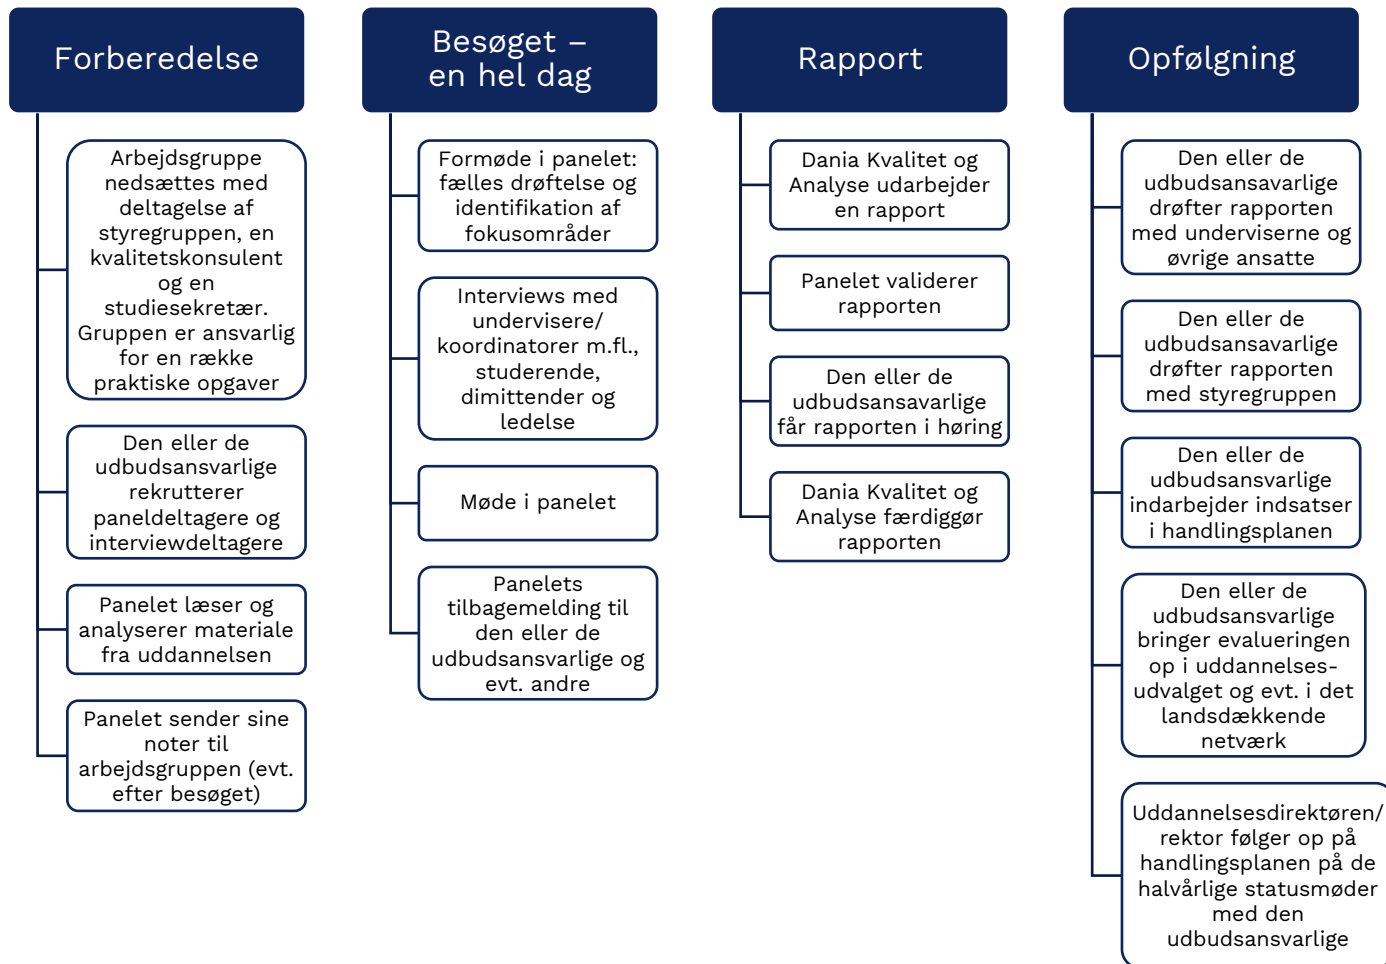 Forberedelse
Arbejdsgruppe
nedsættes med
deltagelse af
styregruppen, en
kvalitetskonsulent
og en
studiesekretær.
Gruppen er ansvarlig
for en række
praktiske opgaver
Den eller de
udbudsansvarlige
rekrutterer
paneldeltagere og
interviewdeltagere
Panelet læser og
analyserer materiale
fra uddannelsen
Panelet sender sine
noter til
arbejdsgruppen (evt.
efter besøget)
Besøget –
en hel dag
Formøde i panelet:
fælles drøftelse og
identifikation af
fokusområder
Interviews med
undervisere/
koordinatorer m.fl.,
studerende,
dimittender og
ledelse
Møde i panelet
Panelets
tilbagemelding til
den eller de
udbudsansvarlige og
evt. andre
Rapport
Dania Kvalitet og
Analyse udarbejder
en rapport
Panelet validerer
rapporten
Den eller de
udbudsansavarlige
får rapporten i høring
Dania Kvalitet og
Analyse færdiggør
rapporten
Opfølgning
Den eller de
udbudsansavarlige
drøfter rapporten
med underviserne og
øvrige ansatte
Den eller de
udbudsansavarlige
drøfter rapporten
med styregruppen
Den eller de
udbudsansvarlige
indarbejder indsatser
i handlingsplanen
Den eller de
udbudsansvarlige
bringer evalueringen
op i uddannelses-
udvalget og evt. i det
landsdækkende
netværk
Uddannelsesdirektøren/
rektor følger op på
handlingsplanen på de
halvårlige statusmøder
med den
udbudsansvarlige